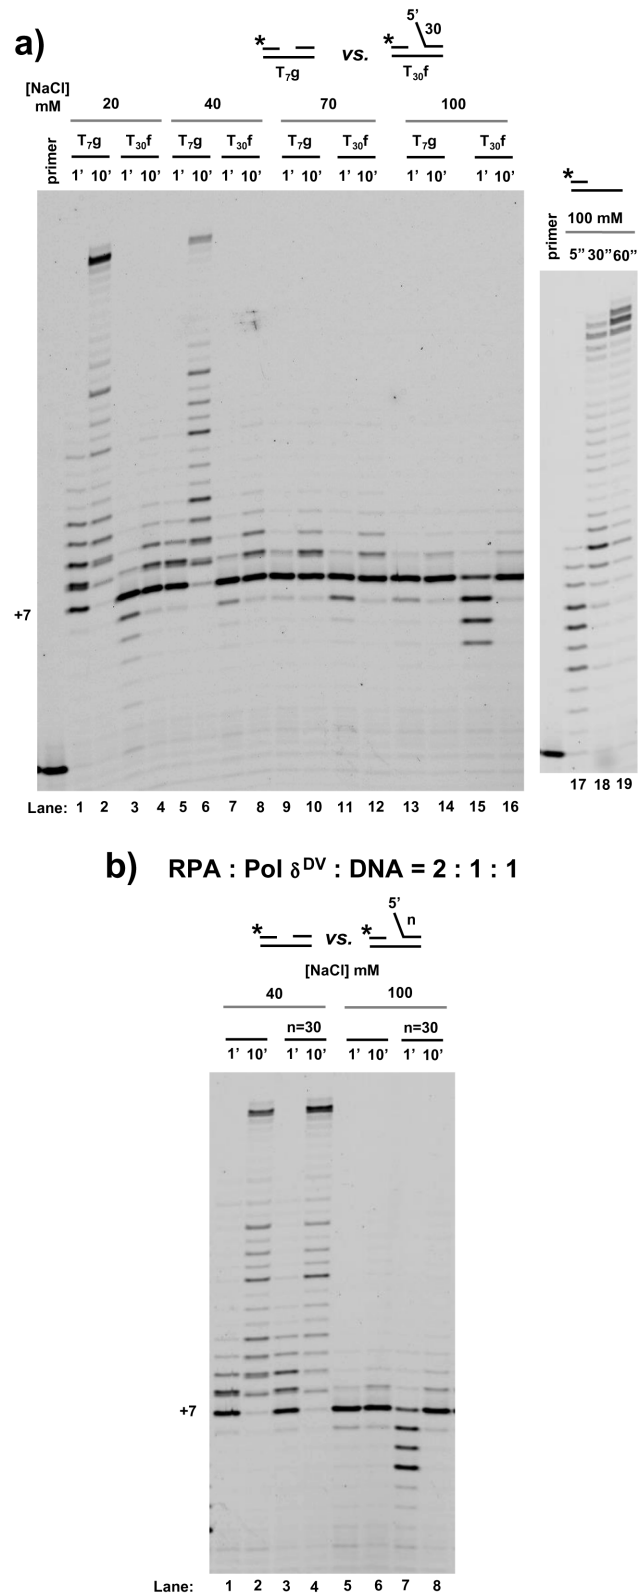 a)
* vs. * 5’ 30
T7g T30f
[NaCl] mM 20 40 70 100
T7g T30f T7g T30f T7g T30f T7g T30f
primer 1’ 10’ 1’ 10’ 1’ 10’ 1’ 10’ 1’ 10’ 1’ 10’ 1’ 10’ 1’ 10’
+7
Lane: 1 2 3 4 5 6 7 8 9 10 11 12 13 14 15 16
*
100 mM
primer 5’’ 30’’ 60’’
17 18 19
b) RPA : Pol δDV : DNA = 2 : 1 : 1
* vs. * 5’ n
[NaCl] mM
40 100
n=30 n=30
1’ 10’ 1’ 10’ 1’ 10’ 1’ 10’
+7
Lane: 1 2 3 4 5 6 7 8